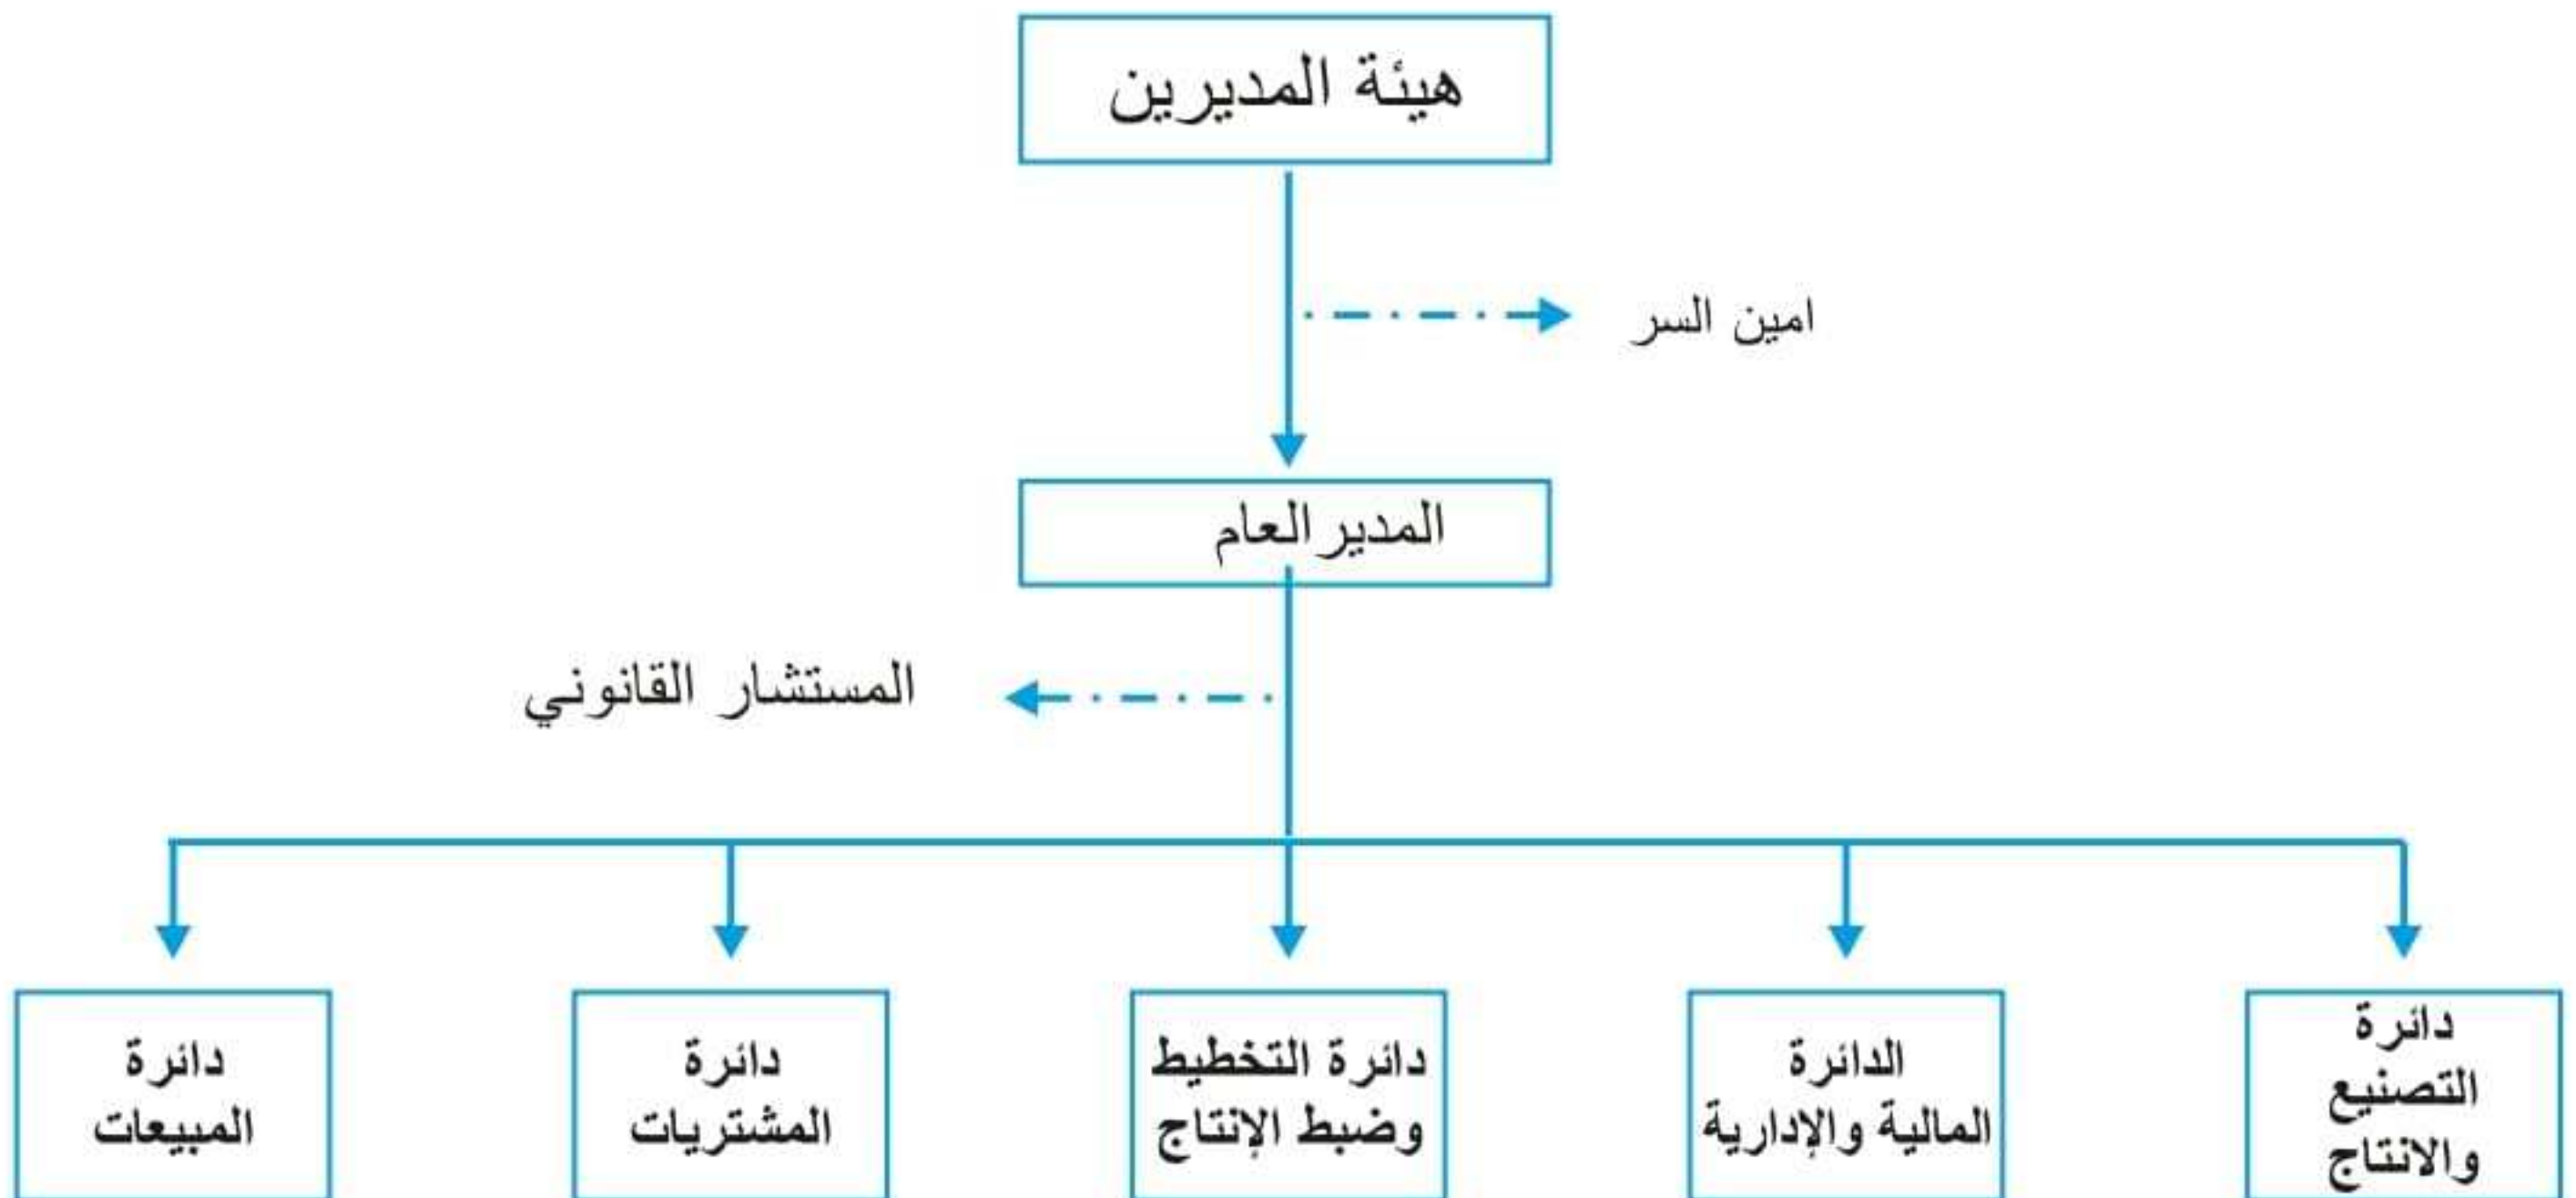 هيئة المديرين
امين السر
المدير العام
المستشار القانوني
دائرة
التصنيع
والانتاج
الدائرة
المالية والإدارية
دائرة التخطيط
وضبط الإنتاج
دائرة
المشتريات
دائرة
المبيعات